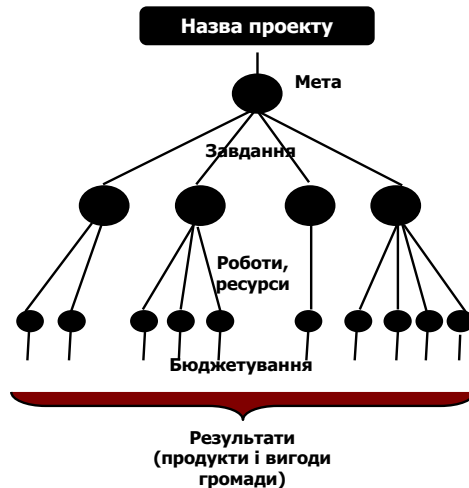 Назва проекту
Мета
Завдання
Роботи,
ресурси
Бюджетування
Результати
(продукти і вигоди
громади)